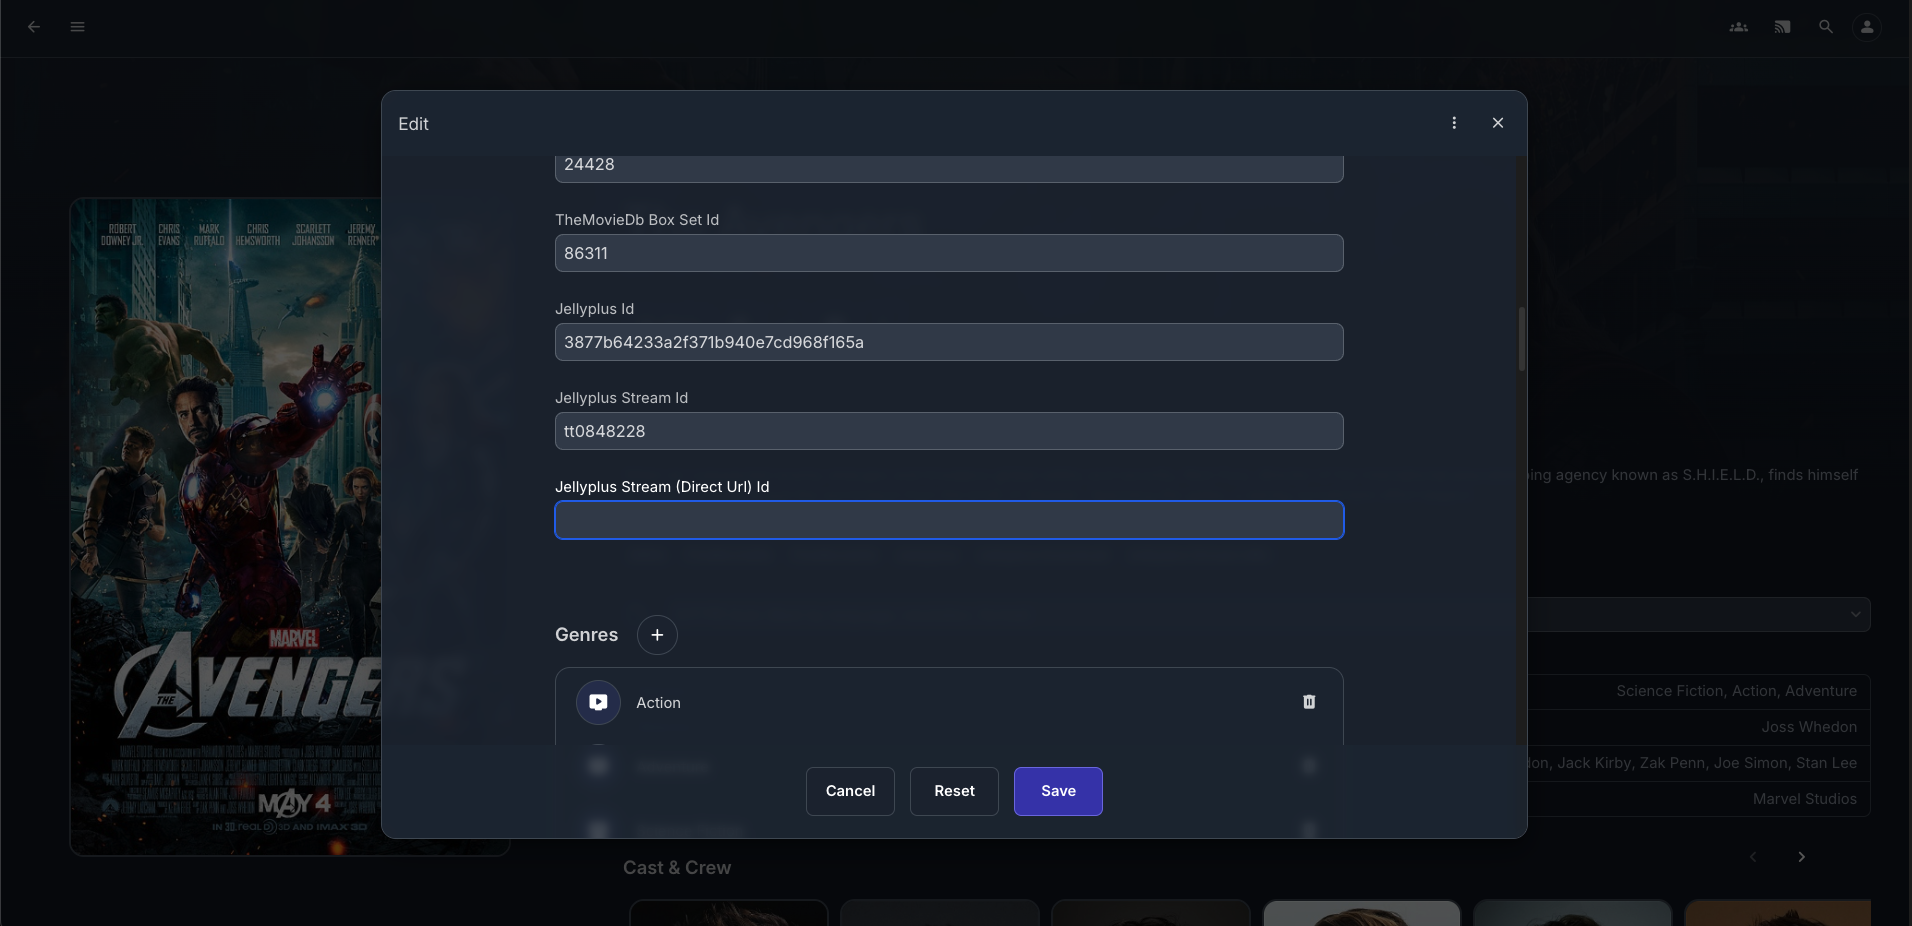 Edit
24428
TheMovieDb Box Set Id
86311
Jellyplus Id
3877b64233a2f371b940e7cd968f165a
Jellyplus Stream Id
tt0848228
Jellyplus Stream (Direct Url) Id
Genres
Action
Cancel
Reset
Save
ROBERT DOWNEY JR.
CHRIS EVANS
MARK RUFFALO
CHRIS HEMSWORTH
SCARLETT JOHANSSON
JEREMY RENNER
MARVEL
THE AVENGERS
MAY 4
IN 3D, REAL D 3D AND IMAX 3D
ing agency known as S.H.I.E.L.D., finds himself
Science Fiction, Action, Adventure
Joss Whedon
don, Jack Kirby, Zak Penn, Joe Simon, Stan Lee
Marvel Studios
Cast & Crew